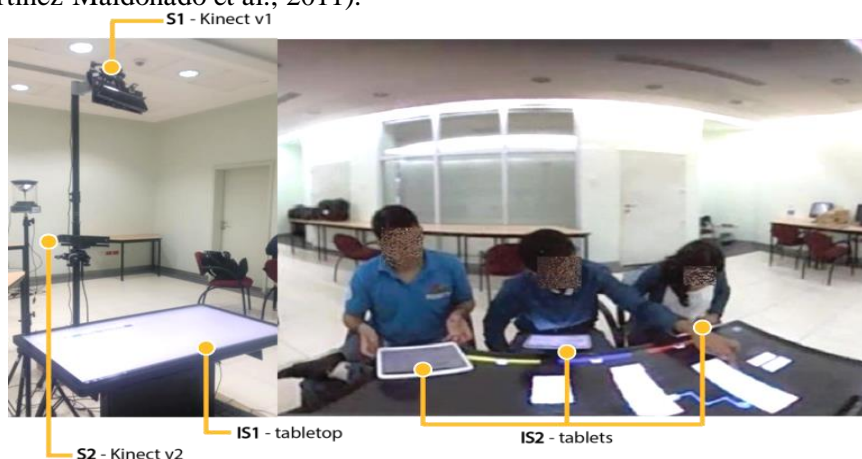 rtínez-Maldonado et al., 2011).
S1 - Kinect v1
IS1 - tabletop
IS2 - tablets
S2 - Kinect v2